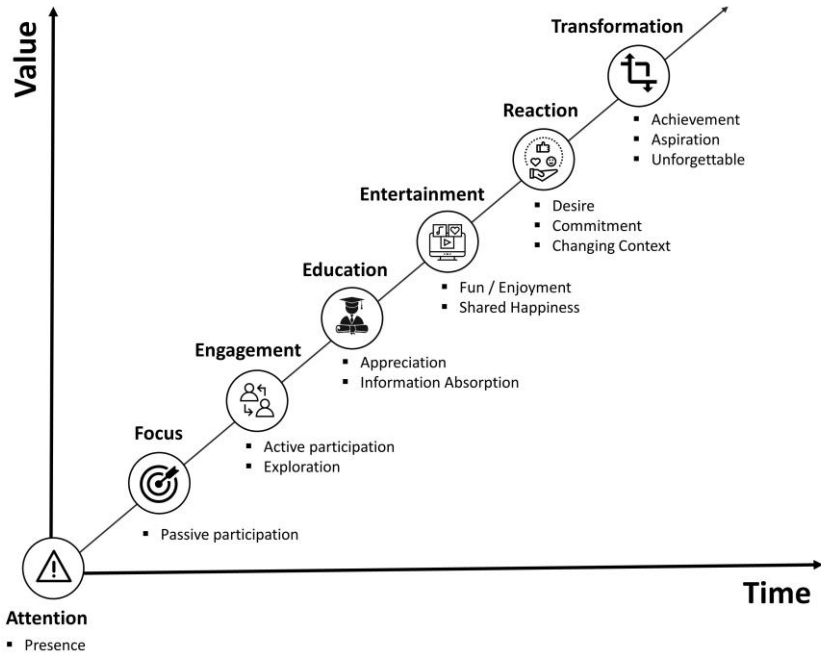 Value
Transformation
▪ Achievement
▪ Aspiration
▪ Unforgettable
Reaction
▪ Desire
▪ Commitment
▪ Changing Context
Entertainment
▪ Fun / Enjoyment
▪ Shared Happiness
Education
▪ Appreciation
▪ Information Absorption
Engagement
▪ Active participation
▪ Exploration
Focus
▪ Passive participation
Attention
▪ Presence
Time